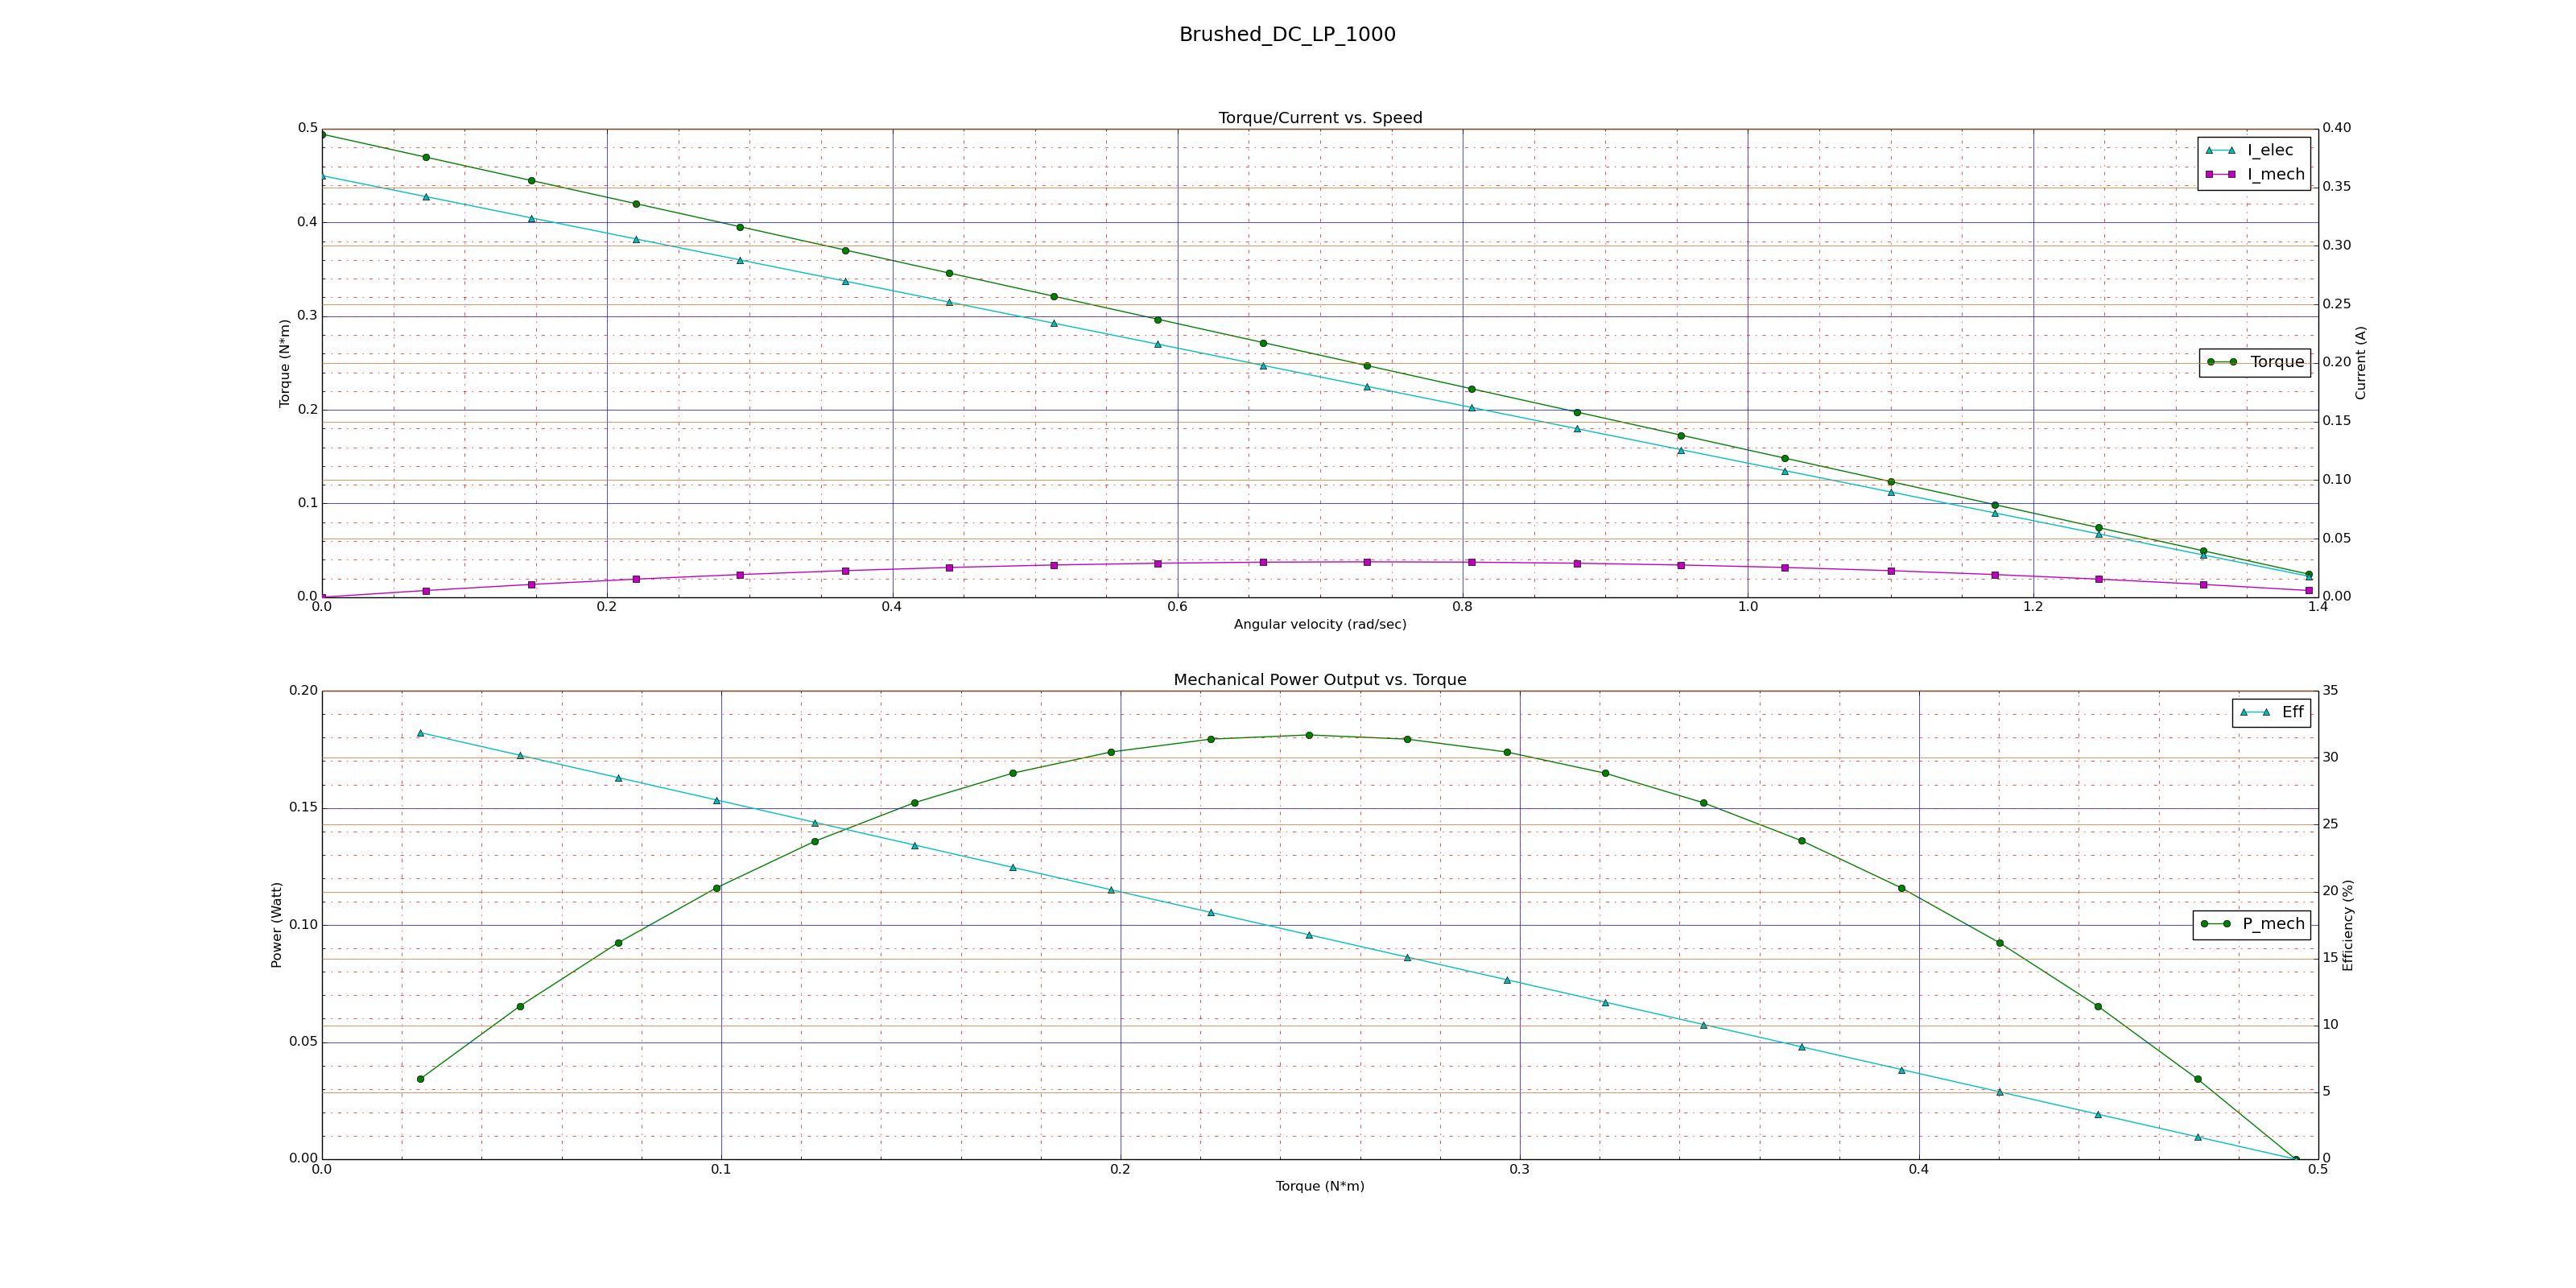 Brushed_DC_LP_1000
Torque/Current vs. Speed
0.5
0.4
0.3
0.2
0.1
0.0
Torque (N*m)
0.40
0.35
0.30
0.25
0.20
0.15
0.10
0.05
0.00
Current (A)
I_elec
I_mech
Torque
0.0 0.2 0.4 0.6 0.8 1.0 1.2 1.4
Angular velocity (rad/sec)
Mechanical Power Output vs. Torque
0.20
0.15
0.10
0.05
0.00
Power (Watt)
35
30
25
20
15
10
5
0
Efficiency (%)
Eff
P_mech
0.0 0.1 0.2 0.3 0.4 0.5
Torque (N*m)